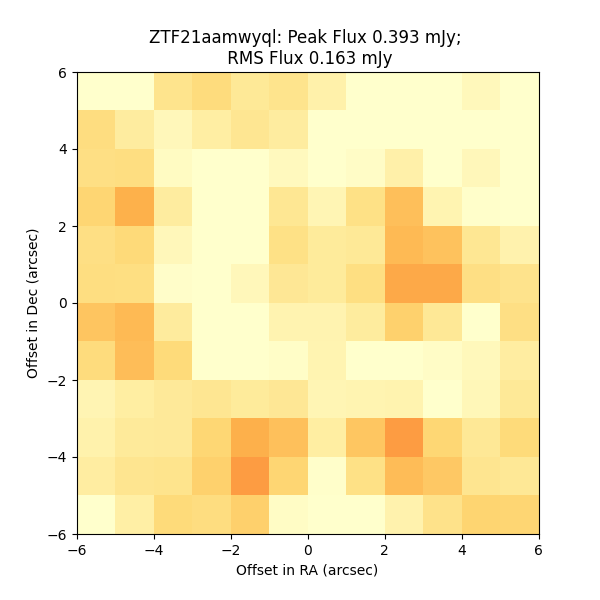 ZTF21aamwyql: Peak Flux 0.393 mJy;
RMS Flux 0.163 mJy
6
4
2
0
−2
−4
−6
Offset in Dec (arcsec)
−6 −4 −2 0 2 4 6
Offset in RA (arcsec)